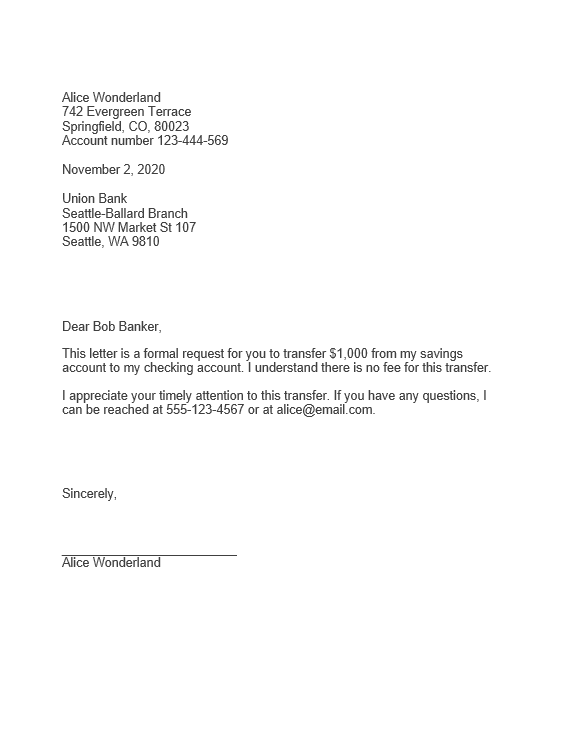 Alice Wonderland
742 Evergreen Terrace
Springfield, CO, 80023
Account number 123-444-569
November 2, 2020
Union Bank
Seattle-Ballard Branch
1500 NW Market St 107
Seattle, WA 9810
Dear Bob Banker,
This letter is a formal request for you to transfer $1,000 from my savings
account to my checking account. I understand there is no fee for this transfer.
I appreciate your timely attention to this transfer. If you have any questions, I
can be reached at 555-123-4567 or at alice@email.com.
Sincerely,
Alice Wonderland